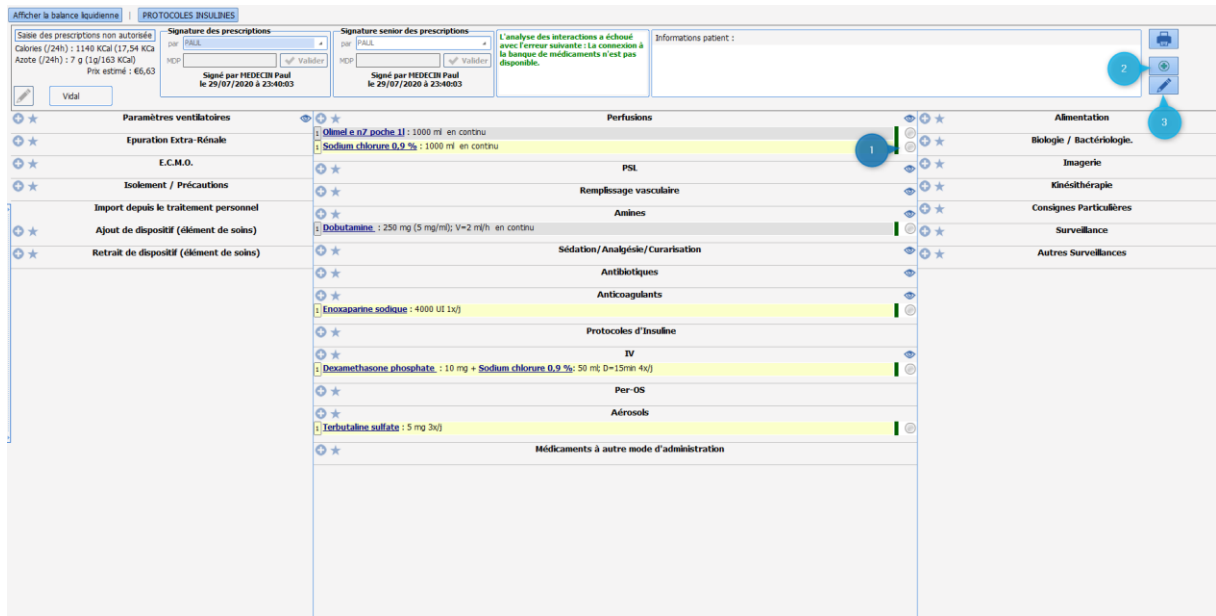 Afficher la balance liquidienne | PROTOCOLES INSULINES
Saisie des prescriptions non autorisée
Calories (/24h) : 1140 KCal (17,54 KCa
Azote (/24h) : 7 g (1g/163 KCal)
Prix estimé : €6,63
Vidal
Signature des prescriptions
par PAUL
MDP Valider
Signé par MEDECIN Paul
le 29/07/2020 à 23:40:03
Signature senior des prescriptions
par PAUL
MDP Valider
Signé par MEDECIN Paul
le 29/07/2020 à 23:40:03
L'analyse des interactions a échoué
avec l'erreur suivante : La connexion à
la banque de médicaments n'est pas
disponible.
Informations patient :
2
3
Paramètres ventilatoires
Epuration Extra-Rénale
E.C.M.O.
Isolement / Précautions
Import depuis le traitement personnel
Ajout de dispositif (élément de soins)
Retrait de dispositif (élément de soins)
Perfusions
1 Olimel e n7 poche 1l : 1000 ml en continu
1 Sodium chlorure 0,9 % : 1000 ml en continu
1
PSL
Remplissage vasculaire
Amines
1 Dobutamine : 250 mg (5 mg/ml); V=2 ml/h en continu
Sédation/Analgésie/Curarisation
Antibiotiques
Anticoagulants
1 Enoxaparine sodique : 4000 UI 1x/j
Protocoles d'Insuline
IV
1 Dexamethasone phosphate : 10 mg + Sodium chlorure 0,9 %: 50 ml; D=15min 4x/j
Per-OS
Aérosols
1 Terbutaline sulfate : 5 mg 3x/j
Médicaments à autre mode d'administration
Alimentation
Biologie / Bactériologie.
Imagerie
Kinésithérapie
Consignes Particulières
Surveillance
Autres Surveillances